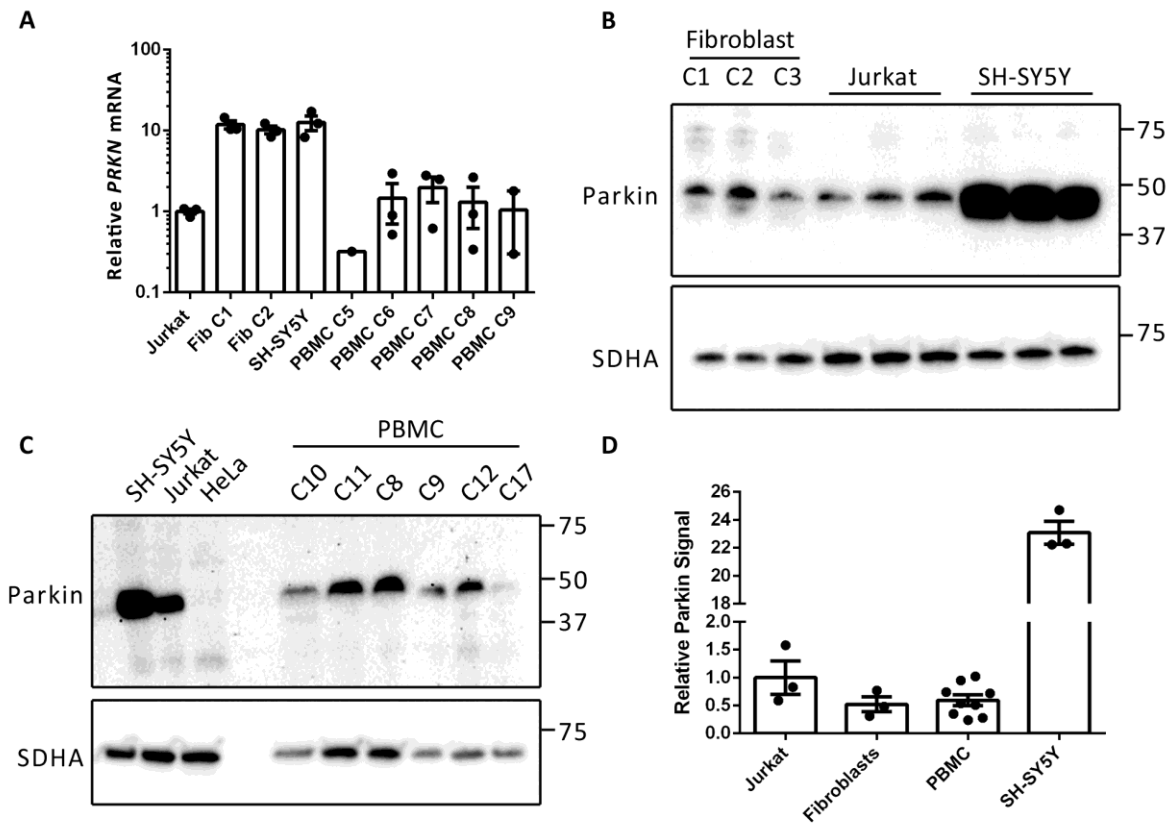 A
Relative PRKN mRNA
100
10
1
0.1
Jurkat
Fib C1
Fib C2
SH-SY5Y
PBMC C5
PBMC C6
PBMC C7
PBMC C8
PBMC C9
B
Fibroblast
C1 C2 C3 Jurkat SH-SY5Y
Parkin
75
50
37
SDHA
75
C
PBMC
SH-SY5Y Jurkat HeLa C10 C11 C8 C9 C12 C17
Parkin
75
50
37
SDHA
75
D
Relative Parkin Signal
26
24
22
20
18
2.0
1.5
1.0
0.5
0.0
Jurkat
Fibroblasts
PBMC
SH-SY5Y